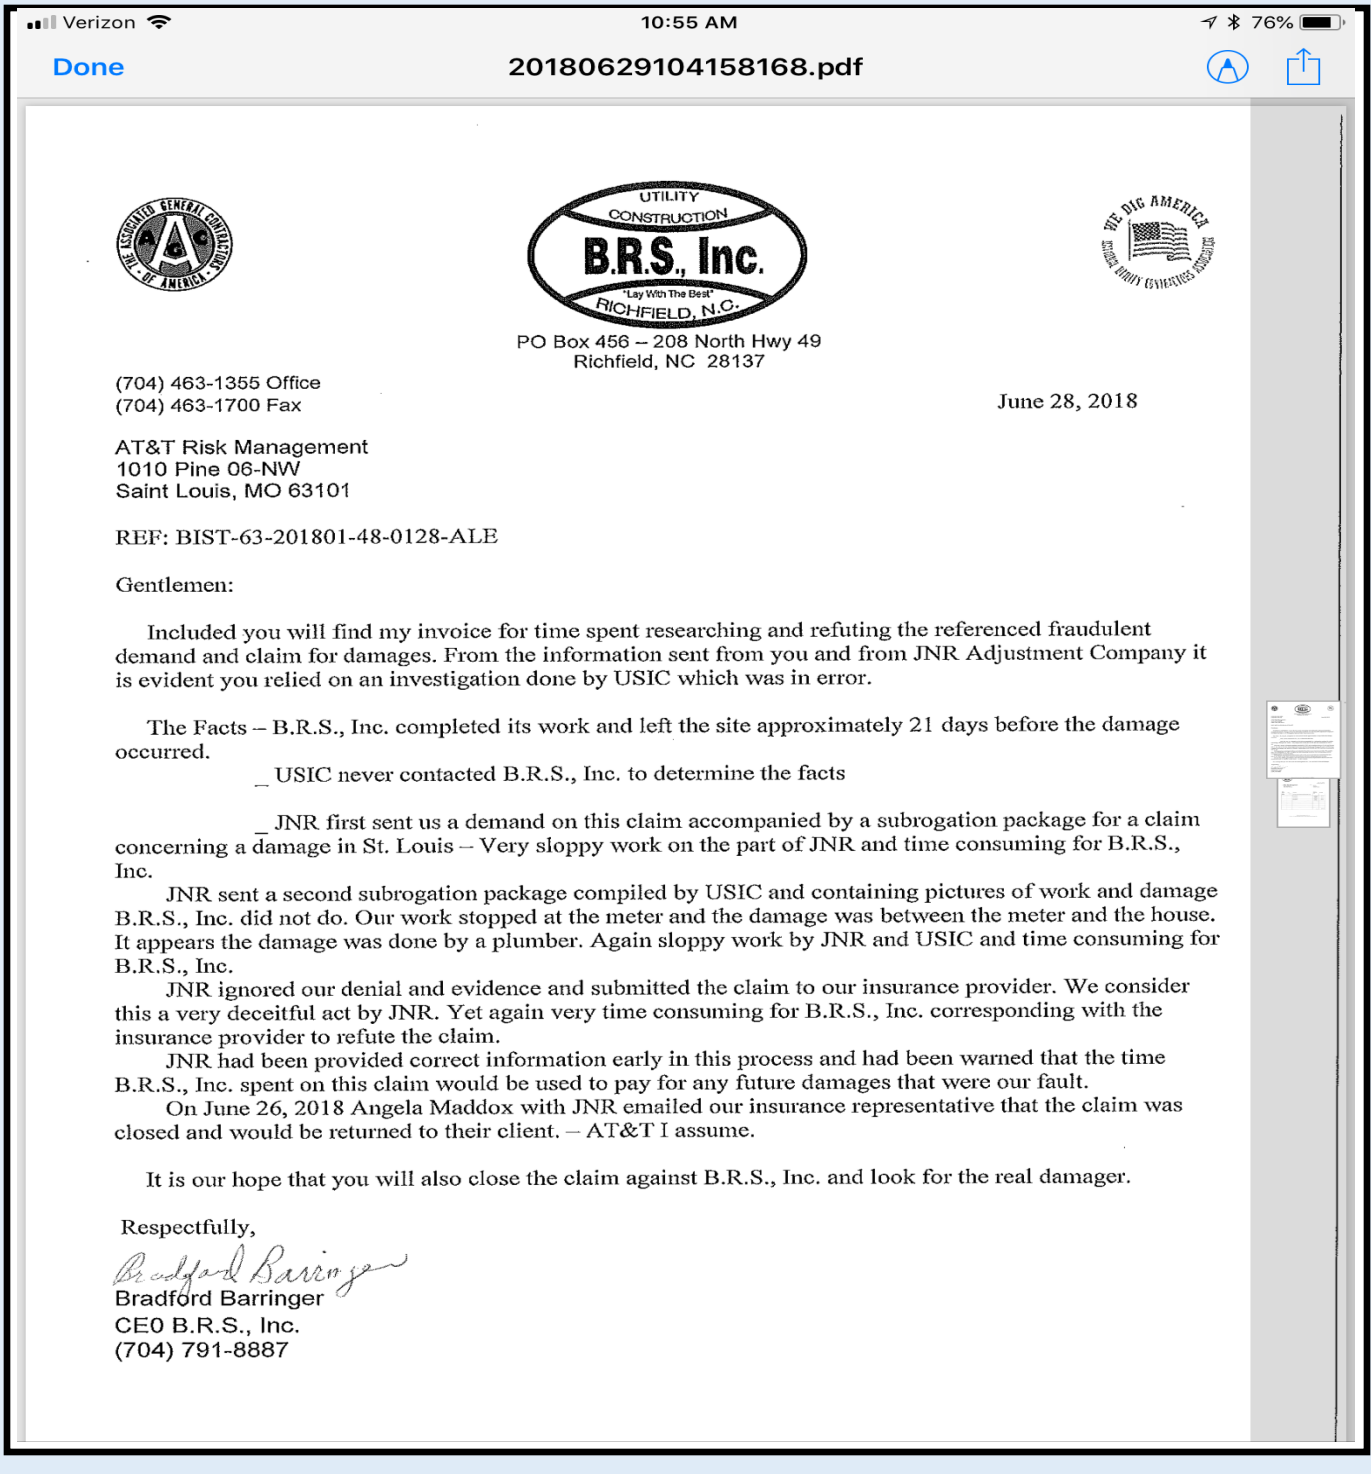 Verizon 10:55 AM 76%
Done 20180629104158168.pdf
THE ASSOCIATED GENERAL CONTRACTORS
OF AMERICA
AGC
UTILITY
CONSTRUCTION
B.R.S., Inc.
"Lay With The Best"
RICHFIELD, N.C.
WE DIG AMERICA
NATIONAL UTILITY CONTRACTORS ASSOCIATION
PO Box 456 – 208 North Hwy 49
Richfield, NC 28137
(704) 463-1355 Office
(704) 463-1700 Fax
June 28, 2018
AT&T Risk Management
1010 Pine 06-NW
Saint Louis, MO 63101
REF: BIST-63-201801-48-0128-ALE
Gentlemen:
Included you will find my invoice for time spent researching and refuting the referenced fraudulent
demand and claim for damages. From the information sent from you and from JNR Adjustment Company it
is evident you relied on an investigation done by USIC which was in error.
The Facts – B.R.S., Inc. completed its work and left the site approximately 21 days before the damage
occurred.
_ USIC never contacted B.R.S., Inc. to determine the facts
_ JNR first sent us a demand on this claim accompanied by a subrogation package for a claim
concerning a damage in St. Louis – Very sloppy work on the part of JNR and time consuming for B.R.S.,
Inc.
JNR sent a second subrogation package compiled by USIC and containing pictures of work and damage
B.R.S., Inc. did not do. Our work stopped at the meter and the damage was between the meter and the house.
It appears the damage was done by a plumber. Again sloppy work by JNR and USIC and time consuming for
B.R.S., Inc.
JNR ignored our denial and evidence and submitted the claim to our insurance provider. We consider
this a very deceitful act by JNR. Yet again very time consuming for B.R.S., Inc. corresponding with the
insurance provider to refute the claim.
JNR had been provided correct information early in this process and had been warned that the time
B.R.S., Inc. spent on this claim would be used to pay for any future damages that were our fault.
On June 26, 2018 Angela Maddox with JNR emailed our insurance representative that the claim was
closed and would be returned to their client. – AT&T I assume.
It is our hope that you will also close the claim against B.R.S., Inc. and look for the real damager.
Respectfully,
Bradford Barringer
Bradford Barringer
CE0 B.R.S., Inc.
(704) 791-8887